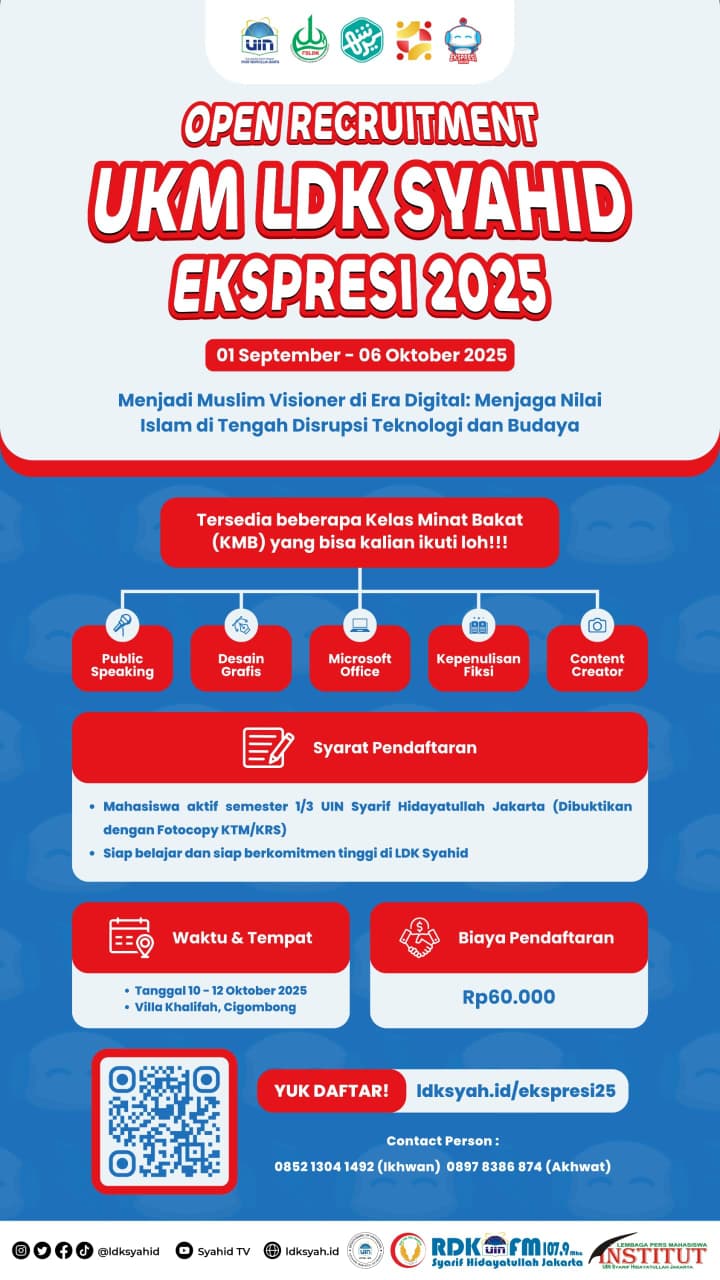 UIN
FSLDK
EKSPRESI
OPEN RECRUITMENT
UKM LDK SYAHID
EKSPRESI 2025
01 September - 06 Oktober 2025
Menjadi Muslim Visioner di Era Digital: Menjaga Nilai
Islam di Tengah Disrupsi Teknologi dan Budaya
Tersedia beberapa Kelas Minat Bakat
(KMB) yang bisa kalian ikuti loh!!!
Public
Speaking
Desain
Grafis
Microsoft
Office
Kepenulisan
Fiksi
Content
Creator
Syarat Pendaftaran
• Mahasiswa aktif semester 1/3 UIN Syarif Hidayatullah Jakarta (Dibuktikan
dengan Fotocopy KTM/KRS)
• Siap belajar dan siap berkomitmen tinggi di LDK Syahid
Waktu & Tempat
• Tanggal 10 - 12 Oktober 2025
• Villa Khalifah, Cigombong
Biaya Pendaftaran
Rp60.000
YUK DAFTAR!
ldksyah.id/ekspresi25
Contact Person :
0852 1304 1492 (Ikhwan) 0897 8386 874 (Akhwat)
@ldksyahid
Syahid TV
ldksyah.id
RDK UIN FM 107.9 Mhz
Syarif Hidayatullah Jakarta
LEMBAGA PERS MAHASISWA
INSTITUT
UIN SYARIF HIDAYATULLAH JAKARTA